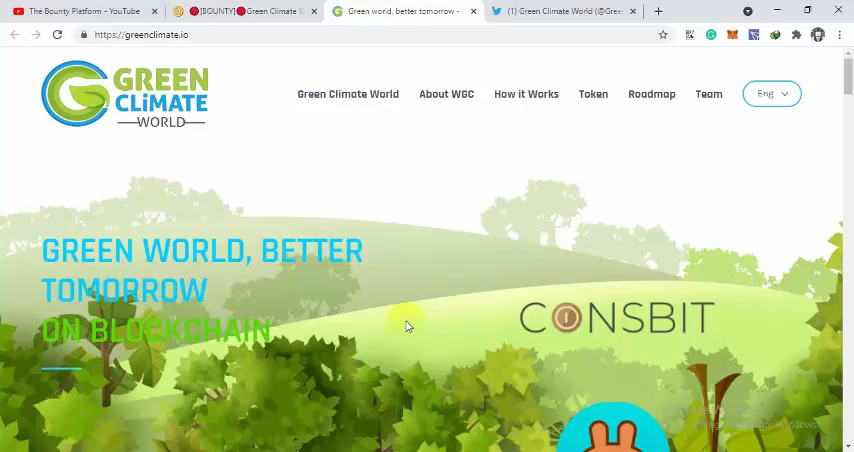 The Bounty Platform - YouTube
[BOUNTY] Green Climate W
Green world, better tomorrow -
(1) Green Climate World (@Gree
https://greenclimate.io
GREEN
CLiMATE
WORLD
Green Climate World
About WGC
How it Works
Token
Roadmap
Team
Eng
GREEN WORLD, BETTER
TOMORROW
ON BLOCKCHAIN
CONSBIT